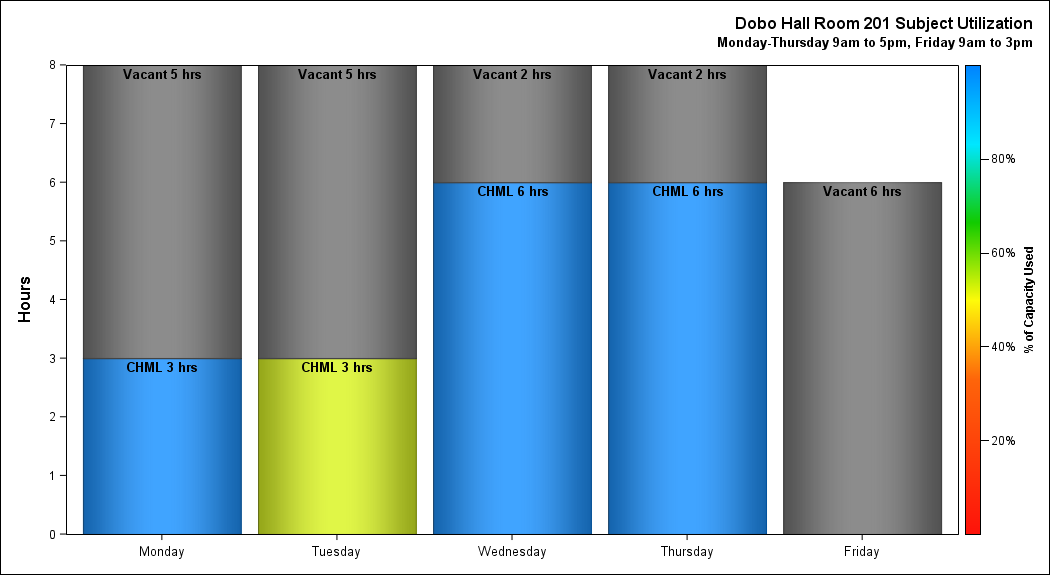 Dobo Hall Room 201 Subject Utilization
Monday-Thursday 9am to 5pm, Friday 9am to 3pm
8
7
6
5
4
3
2
1
0
Hours
Vacant 5 hrs
Vacant 5 hrs
Vacant 2 hrs
Vacant 2 hrs
CHML 6 hrs
CHML 6 hrs
Vacant 6 hrs
CHML 3 hrs
CHML 3 hrs
Monday
Tuesday
Wednesday
Thursday
Friday
80%
60%
40%
20%
% of Capacity Used